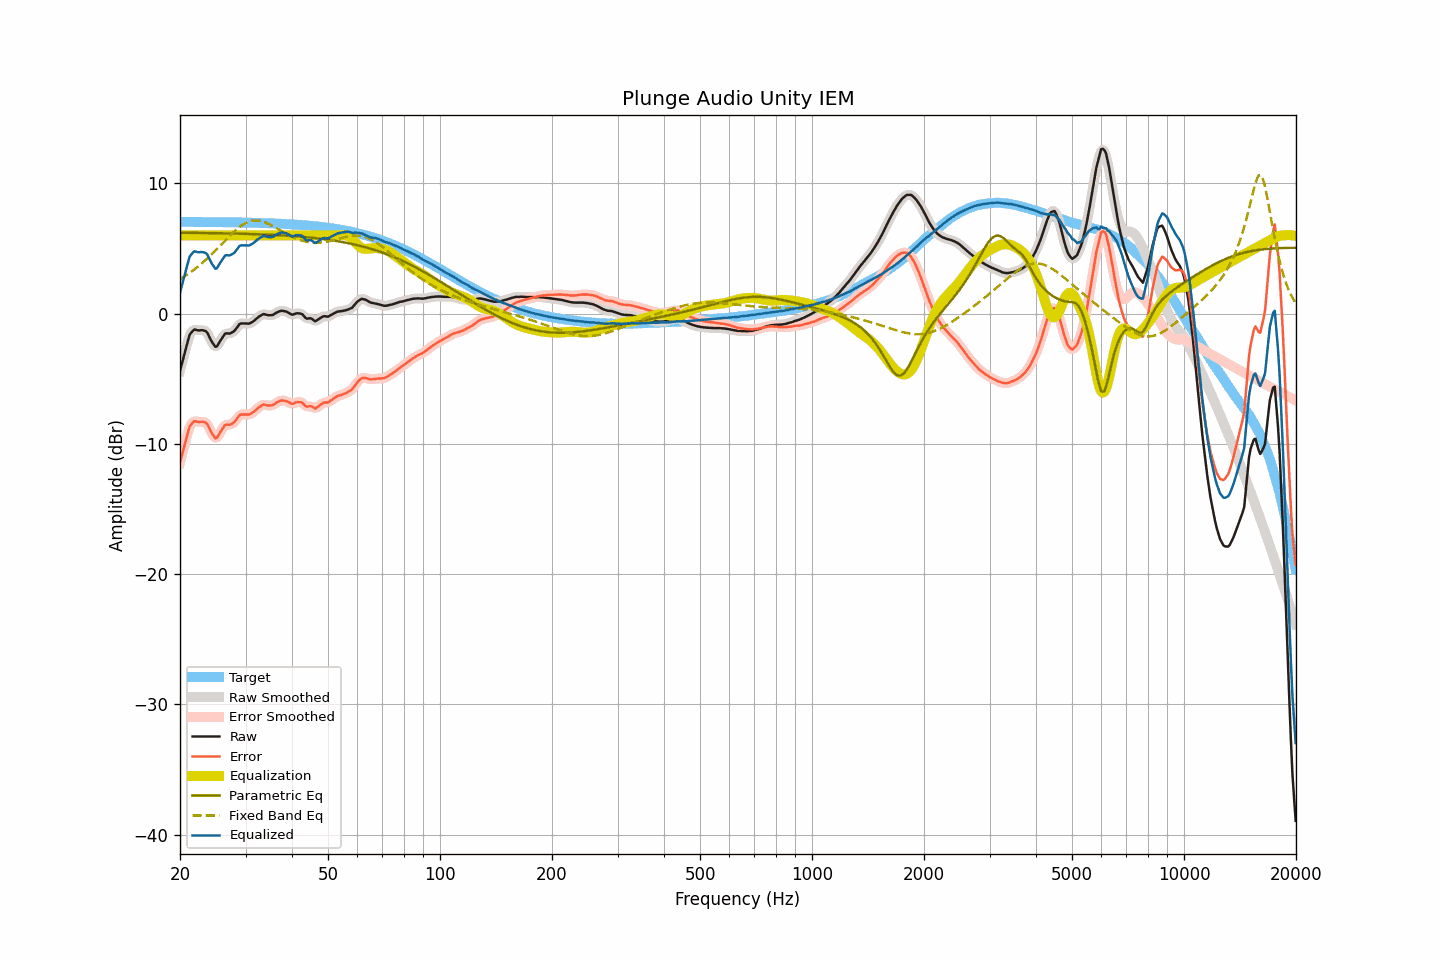 Plunge Audio Unity IEM
10
0
−10
−20
−30
−40
Amplitude (dBr)
Target
Raw Smoothed
Error Smoothed
Raw
Error
Equalization
Parametric Eq
Fixed Band Eq
Equalized
20 50 100 200 500 1000 2000 5000 10000 20000
Frequency (Hz)